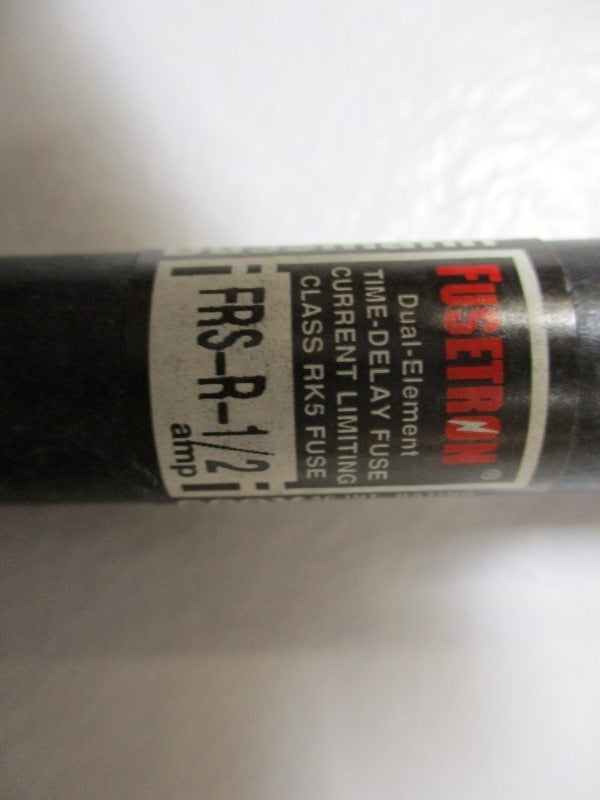 FUSETRON®
Dual-Element
TIME-DELAY FUSE
CURRENT LIMITING
CLASS RK5 FUSE
FRS-R-1/2
amp